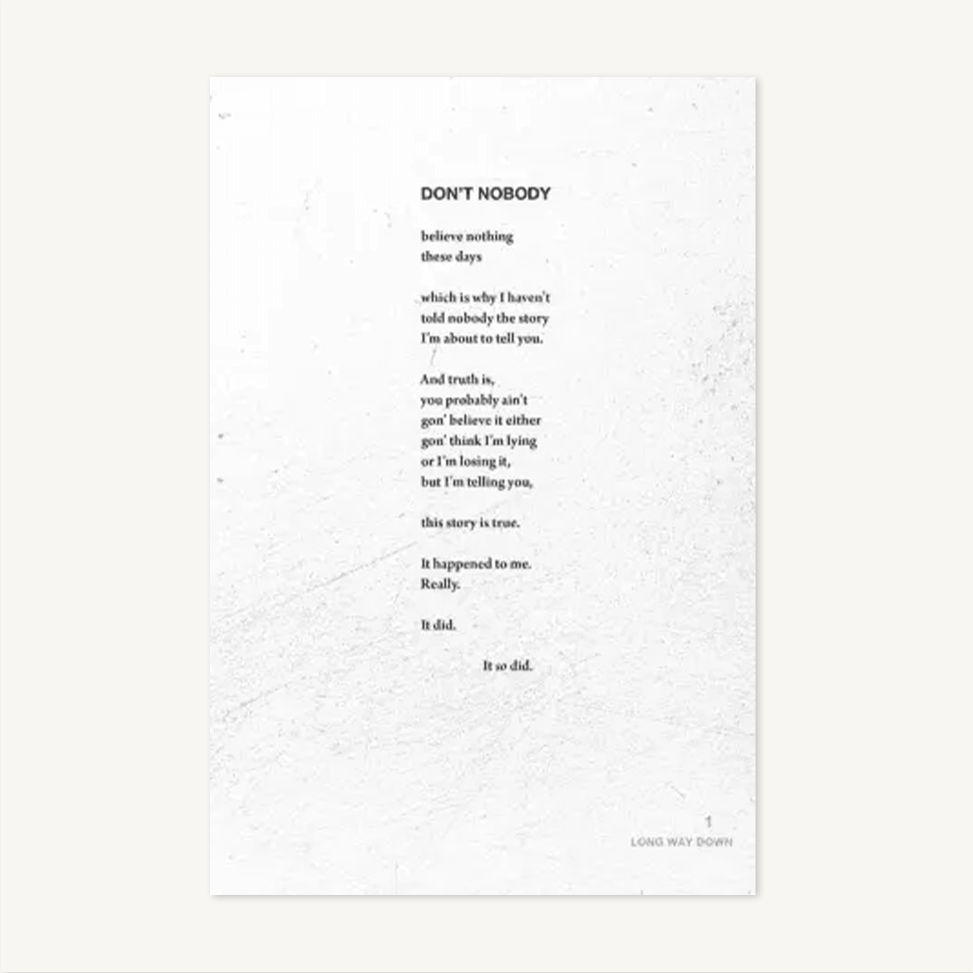 DON'T NOBODY
believe nothing
these days
which is why I haven't
told nobody the story
I'm about to tell you.
And truth is,
you probably ain't
gon' believe it either
gon' think I'm lying
or I'm losing it,
but I'm telling you,
this story is true.
It happened to me.
Really.
It did.
It so did.
1
LONG WAY DOWN